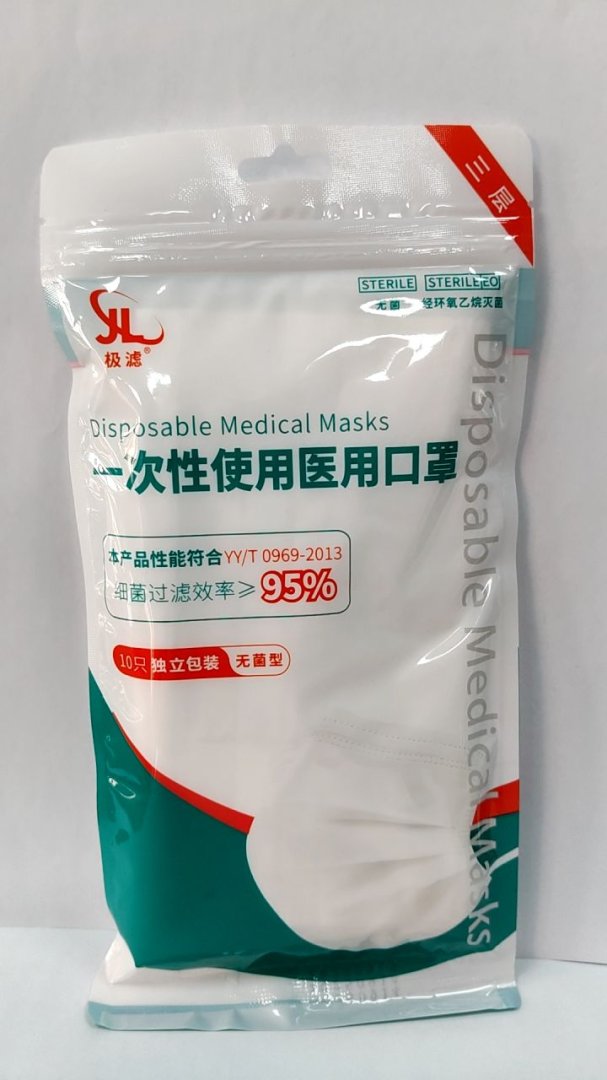 三层
STERILE STERILE EO
无菌 经环氧乙烷灭菌
JL
极滤®
Disposable Medical Masks
一次性使用医用口罩
本产品性能符合YY/T 0969-2013
细菌过滤效率≥95%
10只 独立包装 无菌型
Disposable Medical Masks